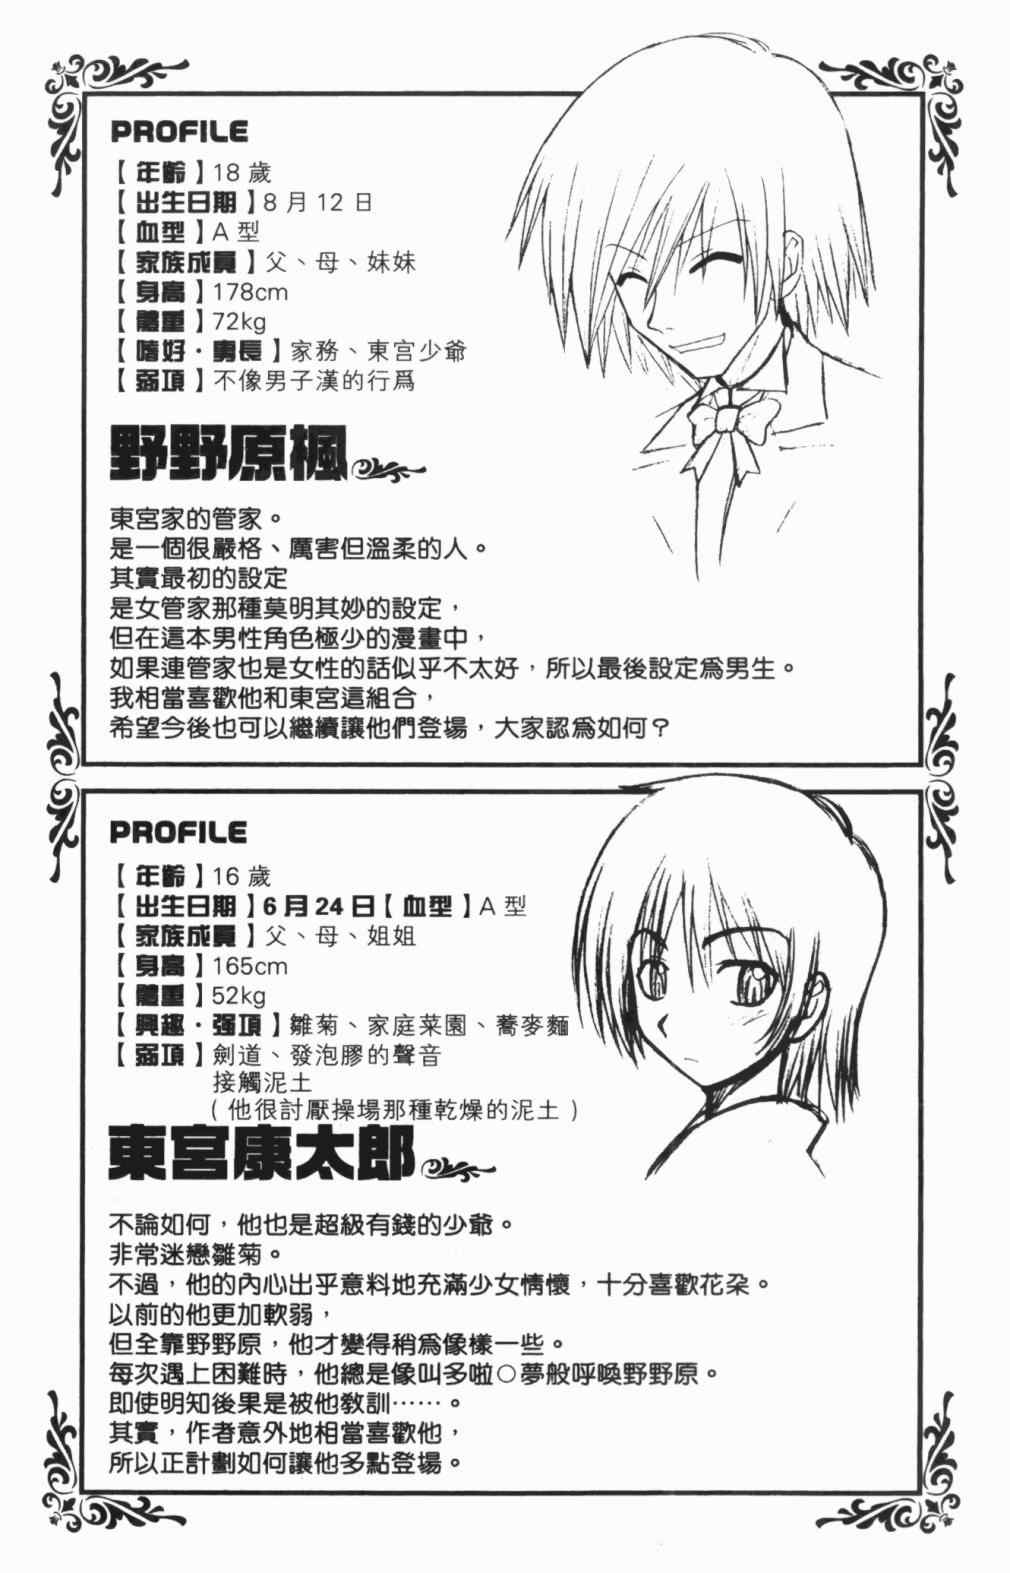 PROFILE
【年齡】18 歲
【出生日期】8 月 12 日
【血型】A 型
【家族成員】父、母、妹妹
【身高】178cm
【體重】72kg
【嗜好・專長】家務、東宮少爺
【弱項】不像男子漢的行爲
野野原楓
東宮家的管家。
是一個很嚴格、厲害但溫柔的人。
其實最初的設定
是女管家那種莫明其妙的設定，
但在這本男性角色極少的漫畫中，
如果連管家也是女性的話似乎不太好，所以最後設定爲男生。
我相當喜歡他和東宮這組合，
希望今後也可以繼續讓他們登場，大家認爲如何？
PROFILE
【年齡】16 歲
【出生日期】6 月 24 日【血型】A 型
【家族成員】父、母、姐姐
【身高】165cm
【體重】52kg
【興趣・强項】雛菊、家庭菜園、蕎麥麵
【弱項】劍道、發泡膠的聲音
接觸泥土
（他很討厭操場那種乾燥的泥土）
東宮康太郎
不論如何，他也是超級有錢的少爺。
非常迷戀雛菊。
不過，他的內心出乎意料地充滿少女情懷，十分喜歡花朶。
以前的他更加軟弱，
但全靠野野原，他才變得稍爲像樣一些。
每次遇上困難時，他總是像叫多啦○夢般呼喚野野原。
即使明知後果是被他教訓……。
其實，作者意外地相當喜歡他，
所以正計劃如何讓他多點登場。